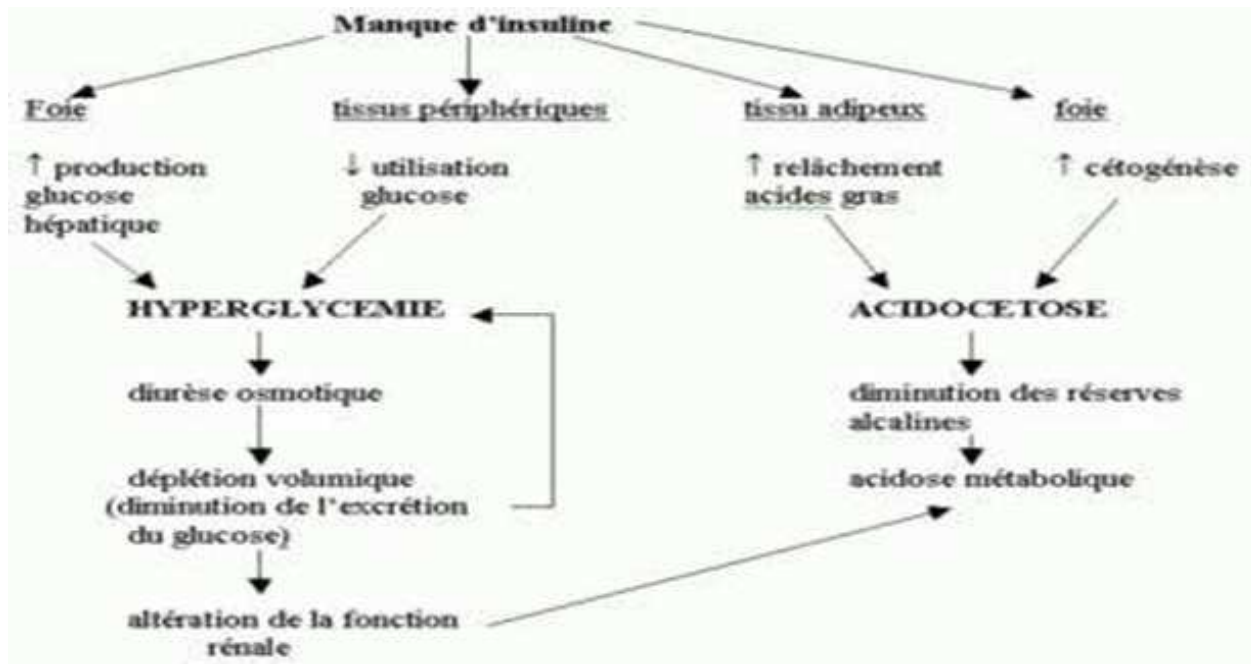 Manque d'insuline
Foie
tissus périphériques
tissu adipeux
foie
↑ production
glucose
hépatique
↓ utilisation
glucose
↑ relâchement
acides gras
↑ cétogénèse
HYPERGLYCEMIE
ACIDOCETOSE
diurèse osmotique
diminution des réserves
alcalines
déplétion volumique
(diminution de l'excrétion
du glucose)
acidose métabolique
altération de la fonction
rénale